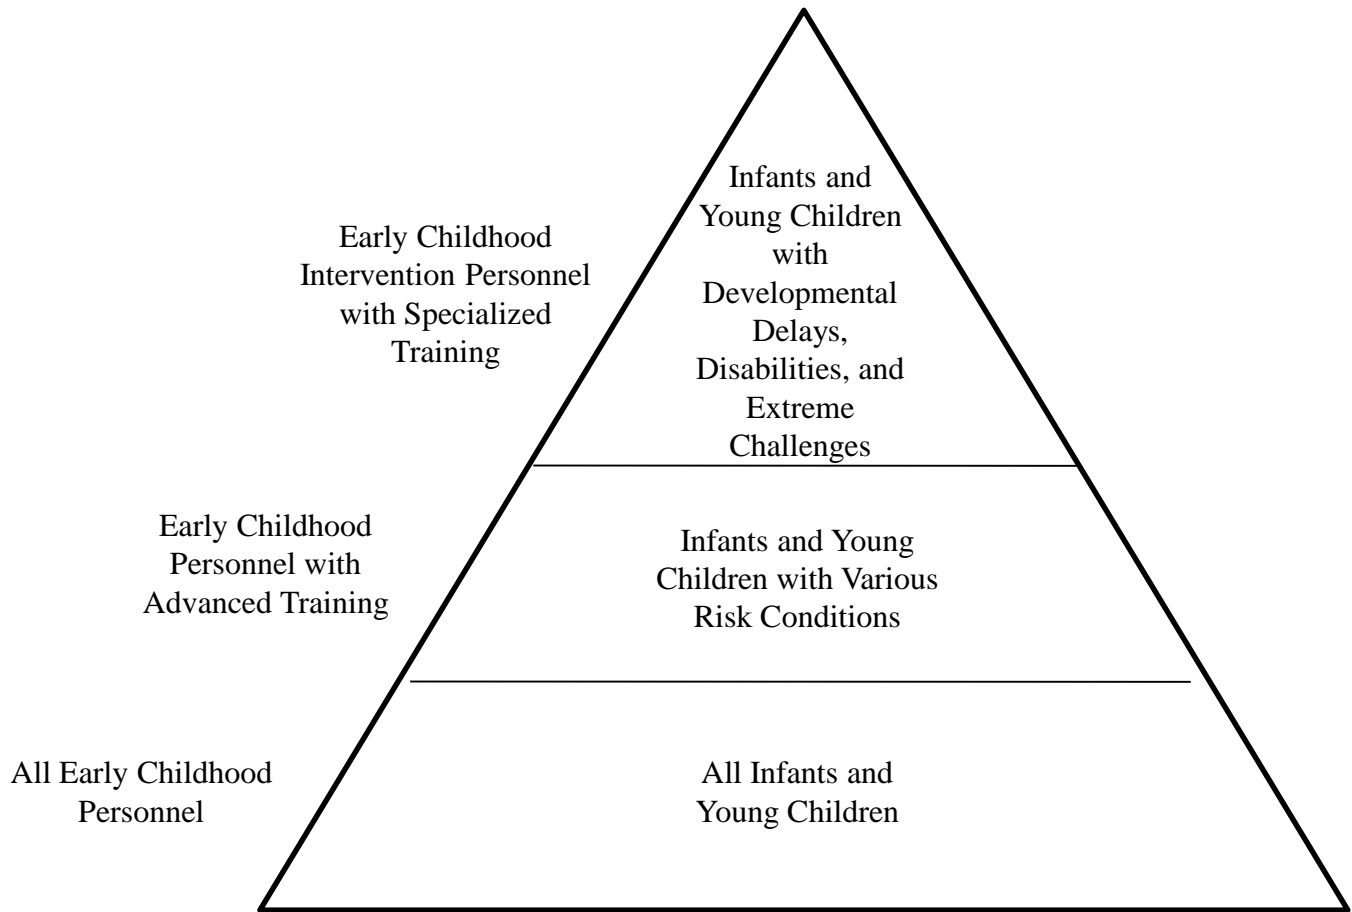 Infants and
Young Children
with
Developmental
Delays,
Disabilities, and
Extreme
Challenges
Early Childhood
Intervention Personnel
with Specialized
Training
Early Childhood
Personnel with
Advanced Training
Infants and Young
Children with Various
Risk Conditions
All Early Childhood
Personnel
All Infants and
Young Children